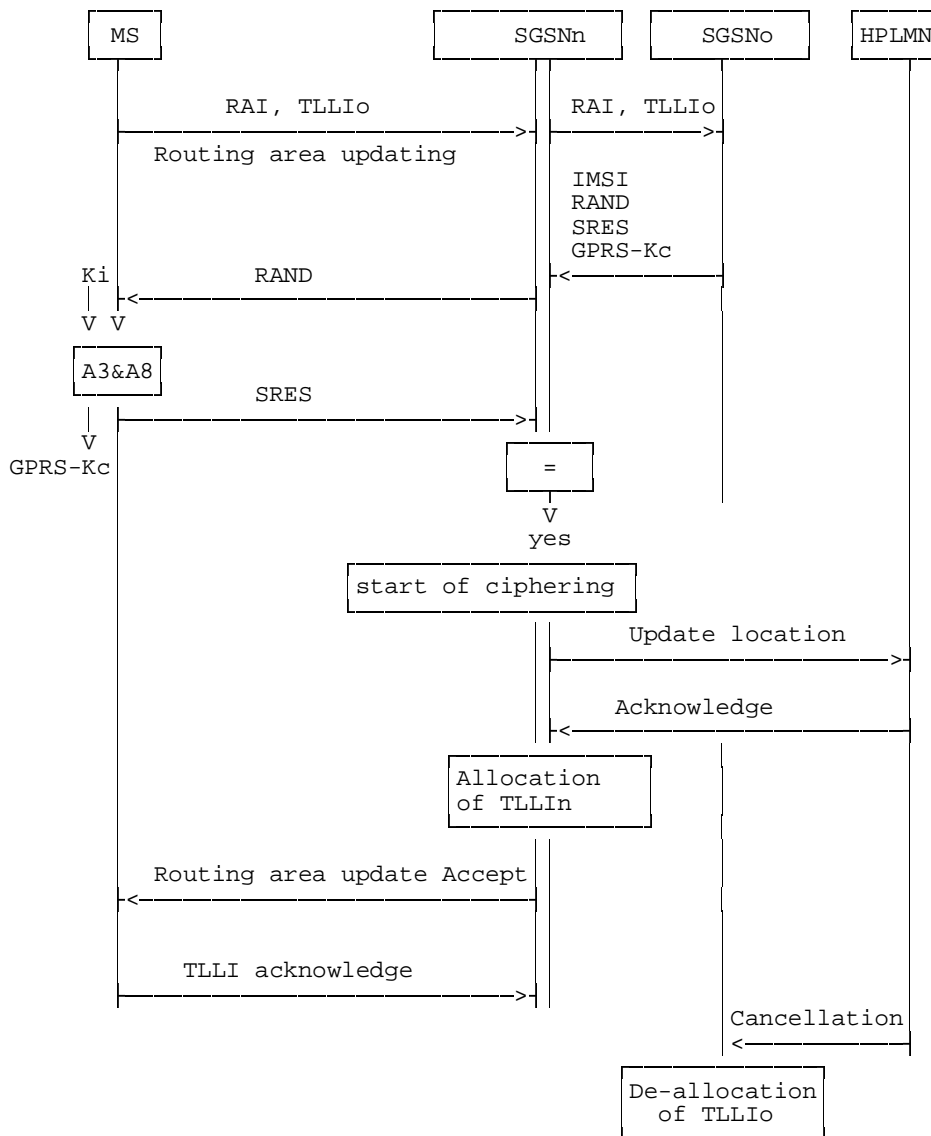 MS SGSNn SGSNo HPLMN
RAI, TLLIo RAI, TLLIo
Routing area updating
IMSI
RAND
SRES
GPRS-Kc
Ki RAND
V V
A3&A8
SRES
V
GPRS-Kc
=
V
yes
start of ciphering
Update location
Acknowledge
Allocation
of TLLIn
Routing area update Accept
TLLI acknowledge
Cancellation
De-allocation
of TLLIo